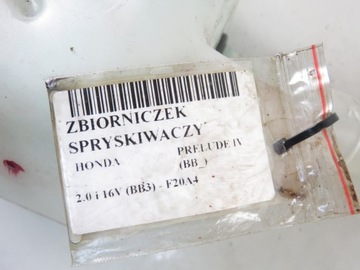 ZBIORNICZEK
SPRYSKIWACZY
HONDA PRELUDE IV
(BB_)
2.0 i 16V (BB3) - F20A4